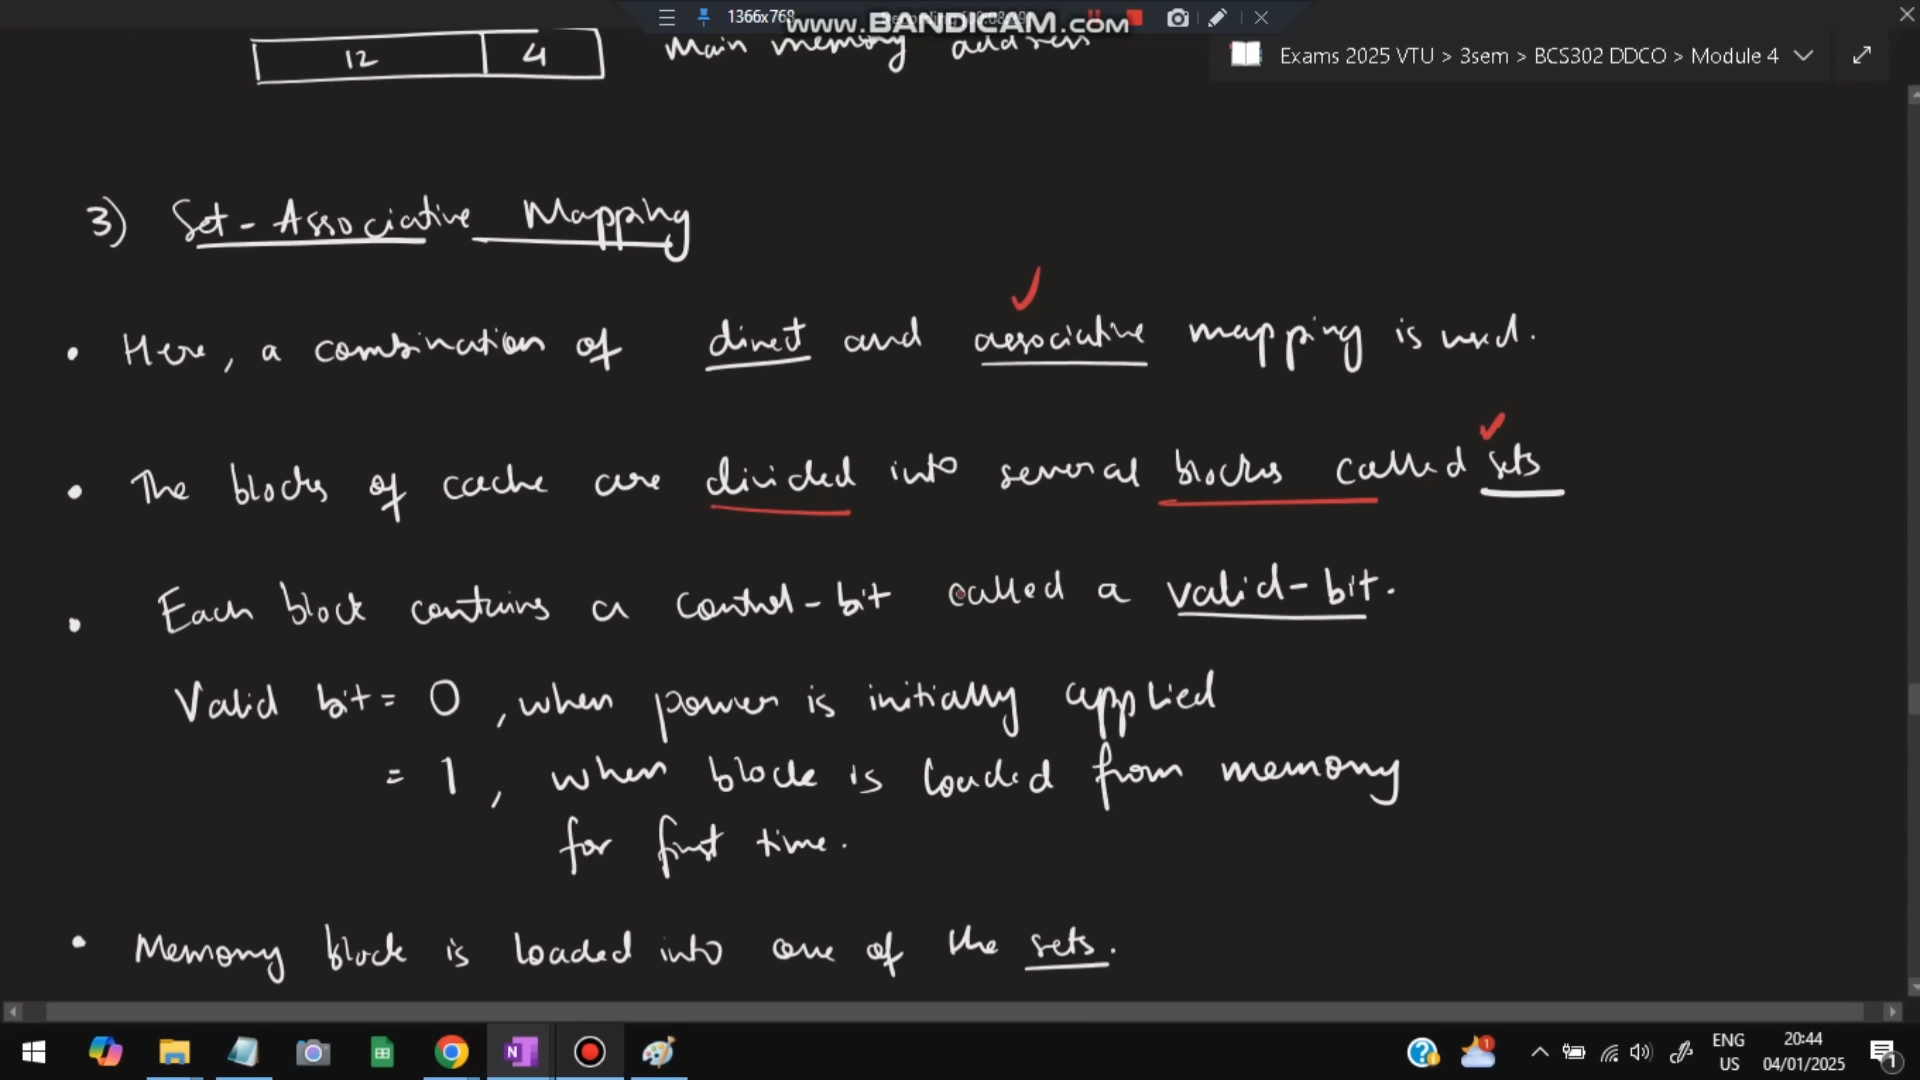 1366x768
www.BANDICAM.com
12 4 Main memory address
Exams 2025 VTU > 3sem > BCS302 DDCO > Module 4
3) Set-Associative Mapping
• Here, a combination of direct and associative mapping is used.
• The blocks of cache are divided into several blocks called sets
• Each block contains a control-bit called a valid-bit.
Valid bit = 0, when power is initially applied
= 1, when block is loaded from memory
for first time.
• Memory block is loaded into one of the sets.
ENG
US
20:44
04/01/2025